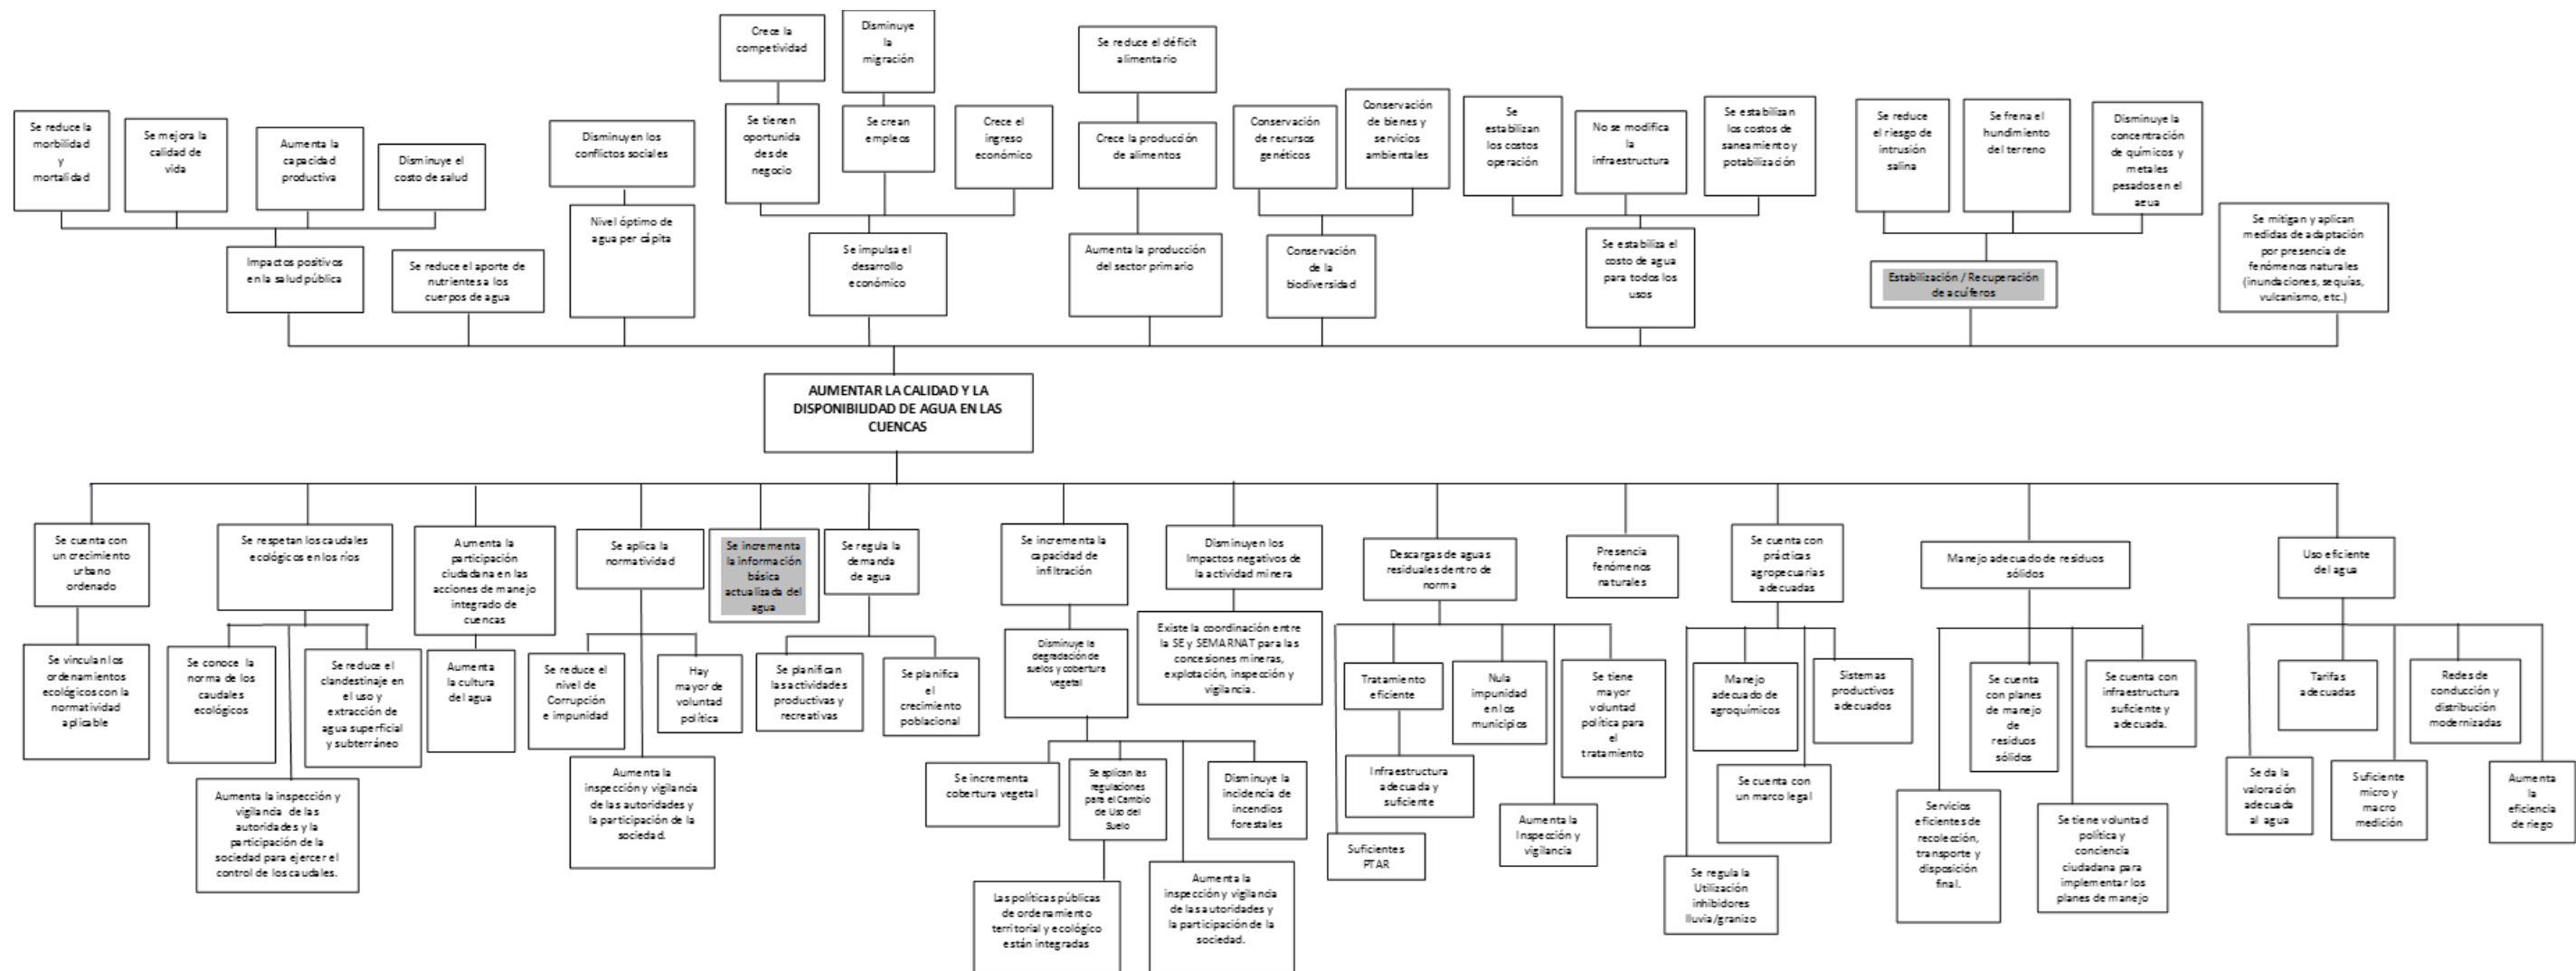 Crece la
competividad
Disminuye
la
migración
Se reduce el déficit
alimentario
Se reduce la
morbilidad
y
mortalidad
Se mejora la
calidad de
vida
Aumenta la
capacidad
productiva
Disminuye el
costo de salud
Disminuyen los
conflictos sociales
Se tienen
oportunida
des de
negocio
Se crean
empleos
Crece el
ingreso
económico
Crece la producción
de alimentos
Conservación
de recursos
genéticos
Conservación
de bienes y
servicios
ambientales
Se
estabilizan
los costos
operación
No se modifica
la
infraestructura
Se estabilizan
los costos de
saneamiento y
potabilización
Se reduce
el riesgo de
intrusión
salina
Se frena el
hundimiento
del terreno
Disminuye la
concentración
de químicos y
metales
pesados en el
agua
Impactos positivos
en la salud pública
Se reduce el aporte de
nutrientes a los
cuerpos de agua
Nivel óptimo de
agua per cápita
Se impulsa el
desarrollo
económico
Aumenta la producción
del sector primario
Conservación
de la
biodiversidad
Se estabiliza el
costo de agua
para todos los
usos
Estabilización / Recuperación
de acuíferos
Se mitigan y aplican
medidas de adaptación
por presencia de
fenómenos naturales
(inundaciones, sequías,
vulcanismo, etc.)
AUMENTAR LA CALIDAD Y LA
DISPONIBILIDAD DE AGUA EN LAS
CUENCAS
Se cuenta con
un crecimiento
urbano
ordenado
Se respetan los caudales
ecológicos en los ríos
Aumenta la
participación
ciudadana en las
acciones de manejo
integrado de
cuencas
Se aplica la
normatividad
Se incrementa
la información
básica
actualizada del
agua
Se regula la
demanda
de agua
Se incrementa la
capacidad de
infiltración
Disminuyen los
Impactos negativos de
la actividad minera
Descargas de aguas
residuales dentro de
norma
Presencia
fenómenos
naturales
Se cuenta con
prácticas
agropecuarias
adecuadas
Manejo adecuado de residuos
sólidos
Uso eficiente
del agua
Se vinculan los
ordenamientos
ecológicos con la
normatividad
aplicable
Se conoce la
norma de los
caudales
ecológicos
Se reduce el
clandestinaje en
el uso y
extracción de
agua superficial
y subterráneo
Aumenta
la cultura
del agua
Se reduce el
nivel de
Corrupción
e impunidad
Hay
mayor de
voluntad
política
Se planifican
las actividades
productivas y
recreativas
Se planifica
el
crecimiento
poblacional
Disminuye la
degradación de
suelos y cobertura
vegetal
Existe la coordinación entre
la SE y SEMARNAT para las
concesiones mineras,
explotación, inspección y
vigilancia.
Tratamiento
eficiente
Nula
impunidad
en los
municipios
Se tiene
mayor
voluntad
política para
el
tratamiento
Manejo
adecuado de
agroquímicos
Sistemas
productivos
adecuados
Se cuenta
con planes
de manejo
de
residuos
sólidos
Se cuenta con
infraestructura
suficiente y
adecuada.
Tarifas
adecuadas
Redes de
conducción y
distribución
modernizadas
Aumenta la inspección y
vigilancia de las
autoridades y la
participación de la
sociedad para ejercer el
control de los caudales.
Aumenta la
inspección y vigilancia
de las autoridades y
la participación de la
sociedad.
Se incrementa
cobertura vegetal
Se aplican las
regulaciones
para el Cambio
de Uso del
Suelo
Disminuye la
incidencia de
incendios
forestales
Infraestructura
adecuada y
suficiente
Suficientes
PTAR
Aumenta la
Inspección y
vigilancia
Se cuenta con
un marco legal
Se regula la
Utilización
inhibidores
lluvia/granizo
Servicios
eficientes de
recolección,
transporte y
disposición
final.
Se tiene voluntad
política y
conciencia
ciudadana para
implementar los
planes de manejo
Se da la
valoración
adecuada
al agua
Suficiente
micro y
macro
medición
Aumenta
la
eficiencia
de riego
Las políticas públicas
de ordenamiento
territorial y ecológico
están integradas
Aumenta la
inspección y vigilancia
de las autoridades y
la participación de la
sociedad.